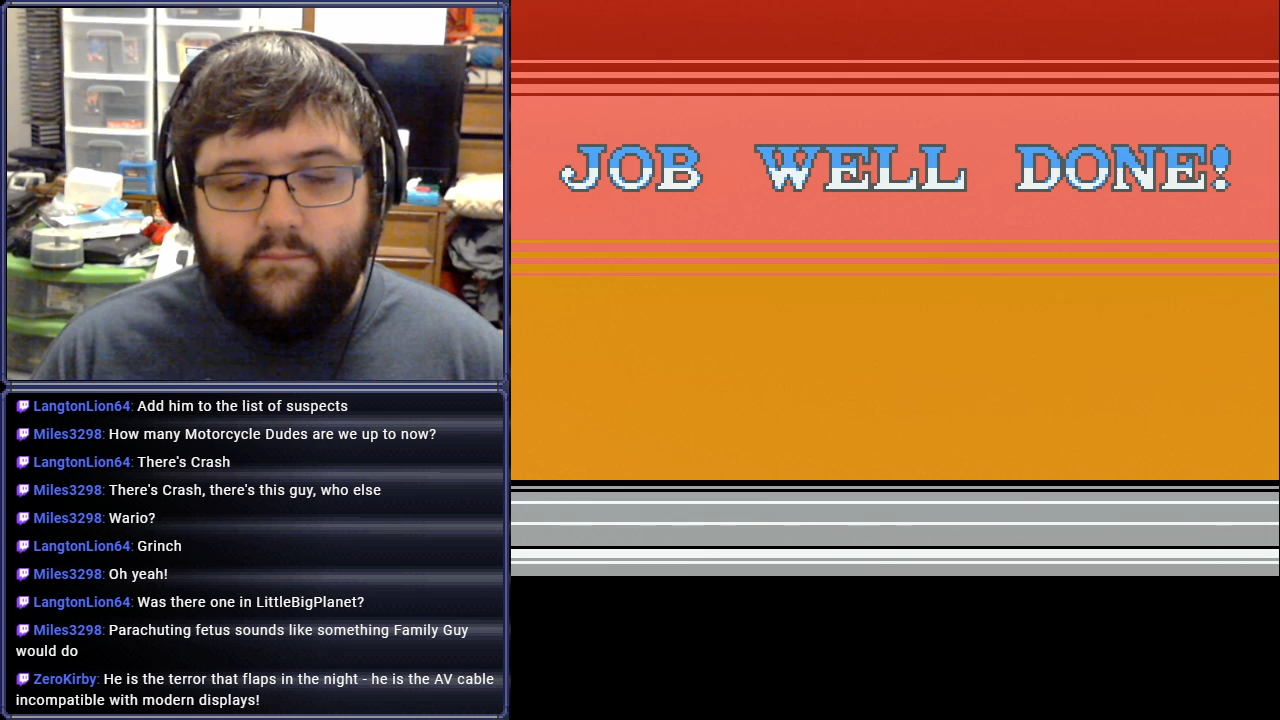 JOB WELL DONE!
LangtonLion64: Add him to the list of suspects
Miles3298: How many Motorcycle Dudes are we up to now?
LangtonLion64: There's Crash
Miles3298: There's Crash, there's this guy, who else
Miles3298: Wario?
LangtonLion64: Grinch
Miles3298: Oh yeah!
LangtonLion64: Was there one in LittleBigPlanet?
Miles3298: Parachuting fetus sounds like something Family Guy
would do
ZeroKirby: He is the terror that flaps in the night - he is the AV cable
incompatible with modern displays!